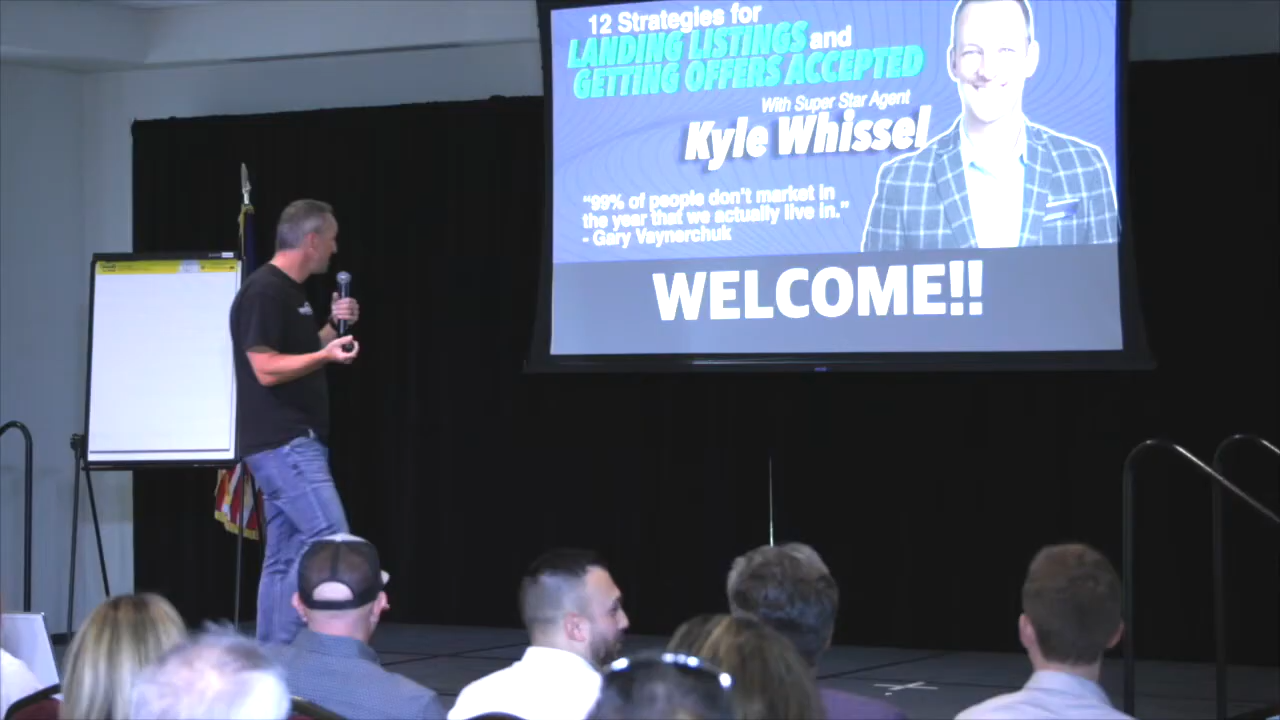 12 Strategies for
LANDING LISTINGS and
GETTING OFFERS ACCEPTED
With Super Star Agent
Kyle Whissel
“99% of people don’t market in
the year that we actually live in.”
- Gary Vaynerchuk
WELCOME!!